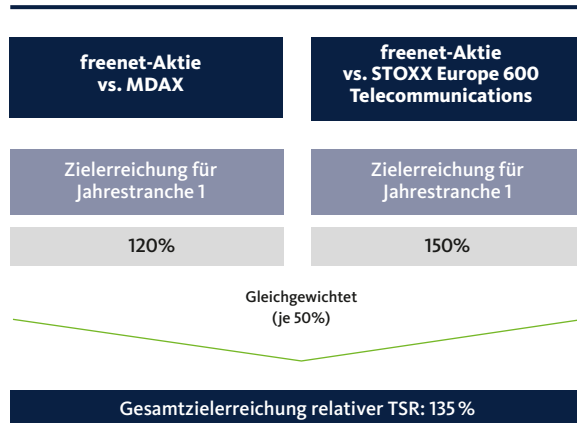 freenet-Aktie
vs. MDAX
freenet-Aktie
vs. STOXX Europe 600
Telecommunications
Zielerreichung für
Jahrestranche 1
Zielerreichung für
Jahrestranche 1
120%
150%
Gleichgewichtet
(je 50%)
Gesamtzielerreichung relativer TSR: 135 %